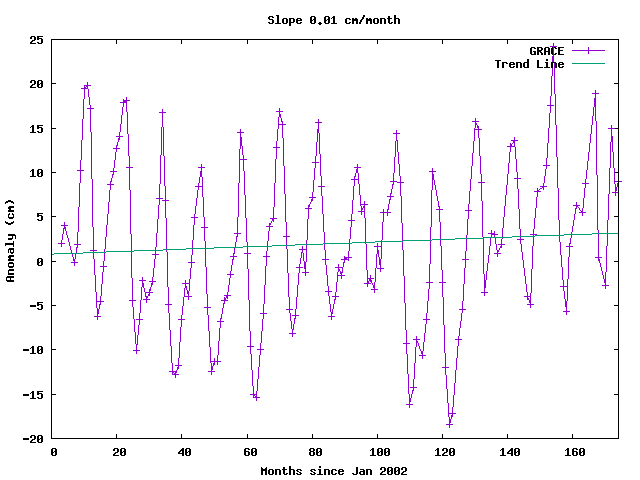 Slope 0.01 cm/month
GRACE
Trend Line
25
20
15
10
5
0
-5
-10
-15
-20
Anomaly (cm)
0 20 40 60 80 100 120 140 160
Months since Jan 2002